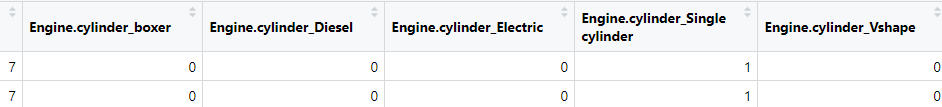 Engine.cylinder_boxer Engine.cylinder_Diesel Engine.cylinder_Electric Engine.cylinder_Single cylinder Engine.cylinder_Vshape
7 0 0 0 1 0
7 0 0 0 1 0